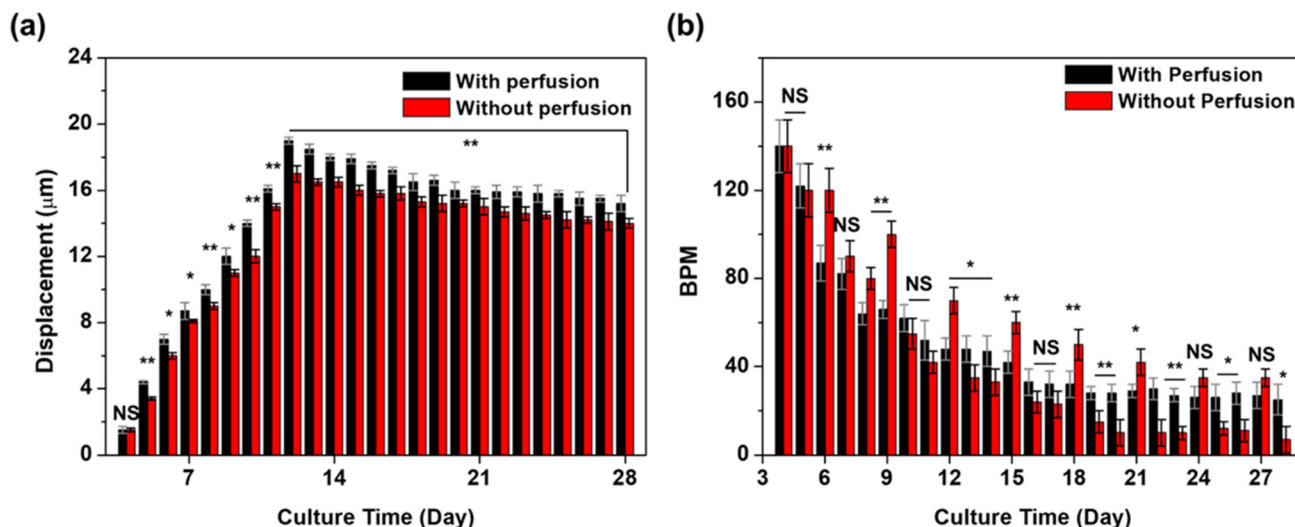 (a)
24
20
16
12
8
4
0
Displacement (μm)
With perfusion
Without perfusion
NS
**
*
*
**
*
**
**
**
7
14
21
28
Culture Time (Day)
(b)
160
120
80
40
0
BPM
With Perfusion
Without Perfusion
NS
**
NS
**
NS
*
**
NS
**
**
*
**
NS
*
NS
*
3
6
9
12
15
18
21
24
27
Culture Time (Day)